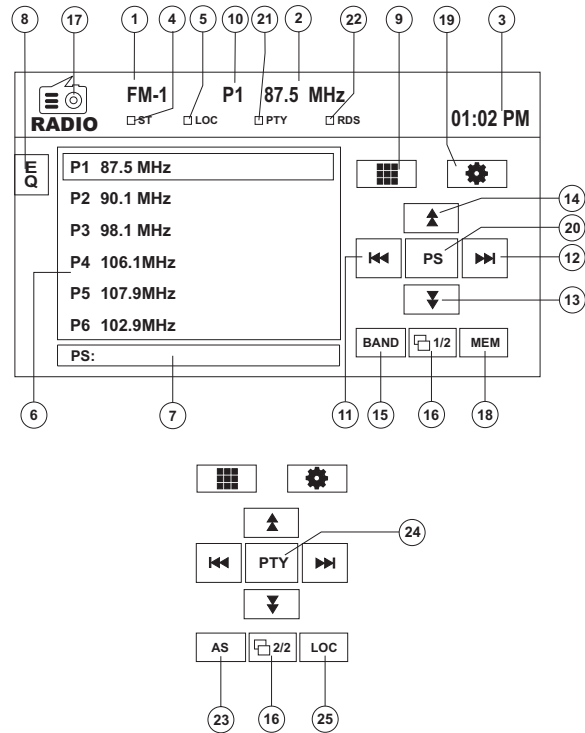 8 17 1 4 5 10 21 2 22 9 19 3
FM-1 P1 87.5 MHz
ST LOC PTY RDS
RADIO
01:02 PM
EQ
P1 87.5 MHz
P2 90.1 MHz
P3 98.1 MHz
P4 106.1MHz
P5 107.9MHz
P6 102.9MHz
PS:
14
20
PS
12
13
BAND 1/2 MEM
6 7 11 15 16 18
24
PTY
AS 2/2 LOC
23 16 25